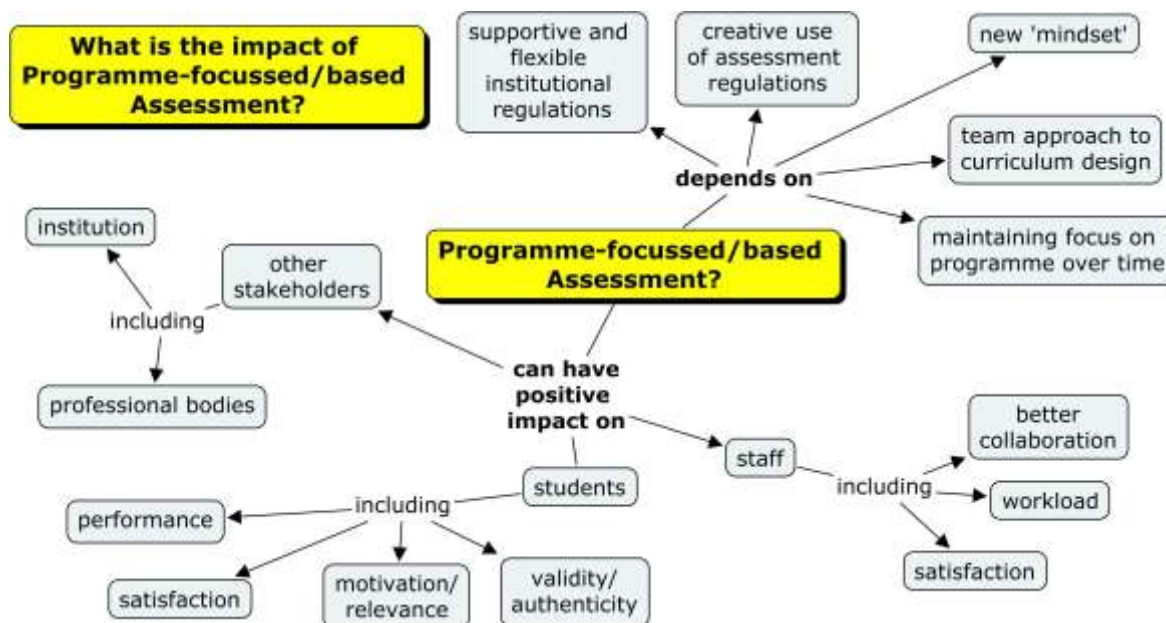 What is the impact of
Programme-focussed/based
Assessment?
supportive and
flexible
institutional
regulations
creative use
of assessment
regulations
new 'mindset'
team approach to
curriculum design
depends on
maintaining focus on
programme over time
Programme-focussed/based
Assessment?
institution
other
stakeholders
including
professional bodies
can have
positive
impact on
staff
including
better
collaboration
workload
satisfaction
students
including
performance
satisfaction
motivation/
relevance
validity/
authenticity